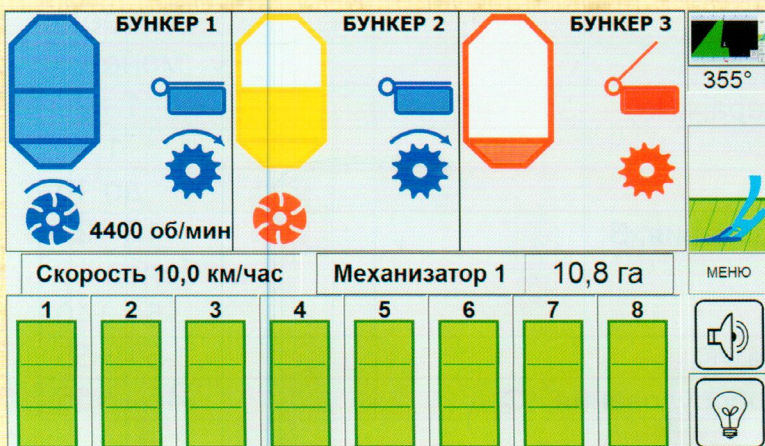 БУНКЕР 1
БУНКЕР 2
БУНКЕР 3
355°
4400 об/мин
Скорость 10,0 км/час
Механизатор 1
10,8 га
МЕНЮ
1 2 3 4 5 6 7 8